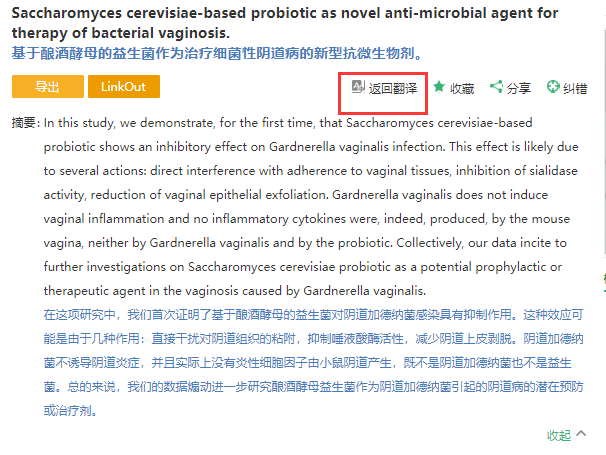 Saccharomyces cerevisiae-based probiotic as novel anti-microbial agent for
therapy of bacterial vaginosis.
基于酿酒酵母的益生菌作为治疗细菌性阴道病的新型抗微生物剂。
导出 LinkOut 返回翻译 收藏 分享 纠错
摘要: In this study, we demonstrate, for the first time, that Saccharomyces cerevisiae-based
probiotic shows an inhibitory effect on Gardnerella vaginalis infection. This effect is likely due
to several actions: direct interference with adherence to vaginal tissues, inhibition of sialidase
activity, reduction of vaginal epithelial exfoliation. Gardnerella vaginalis does not induce
vaginal inflammation and no inflammatory cytokines were, indeed, produced, by the mouse
vagina, neither by Gardnerella vaginalis and by the probiotic. Collectively, our data incite to
further investigations on Saccharomyces cerevisiae probiotic as a potential prophylactic or
therapeutic agent in the vaginosis caused by Gardnerella vaginalis.
在这项研究中，我们首次证明了基于酿酒酵母的益生菌对阴道加德纳菌感染具有抑制作用。这种效应可
能是由于几种作用：直接干扰对阴道组织的粘附，抑制唾液酸酶活性，减少阴道上皮剥脱。阴道加德纳
菌不诱导阴道炎症，并且实际上没有炎性细胞因子由小鼠阴道产生，既不是阴道加德纳菌也不是益生
菌。总的来说，我们的数据煽动进一步研究酿酒酵母益生菌作为阴道加德纳菌引起的阴道病的潜在预防
或治疗剂。
收起